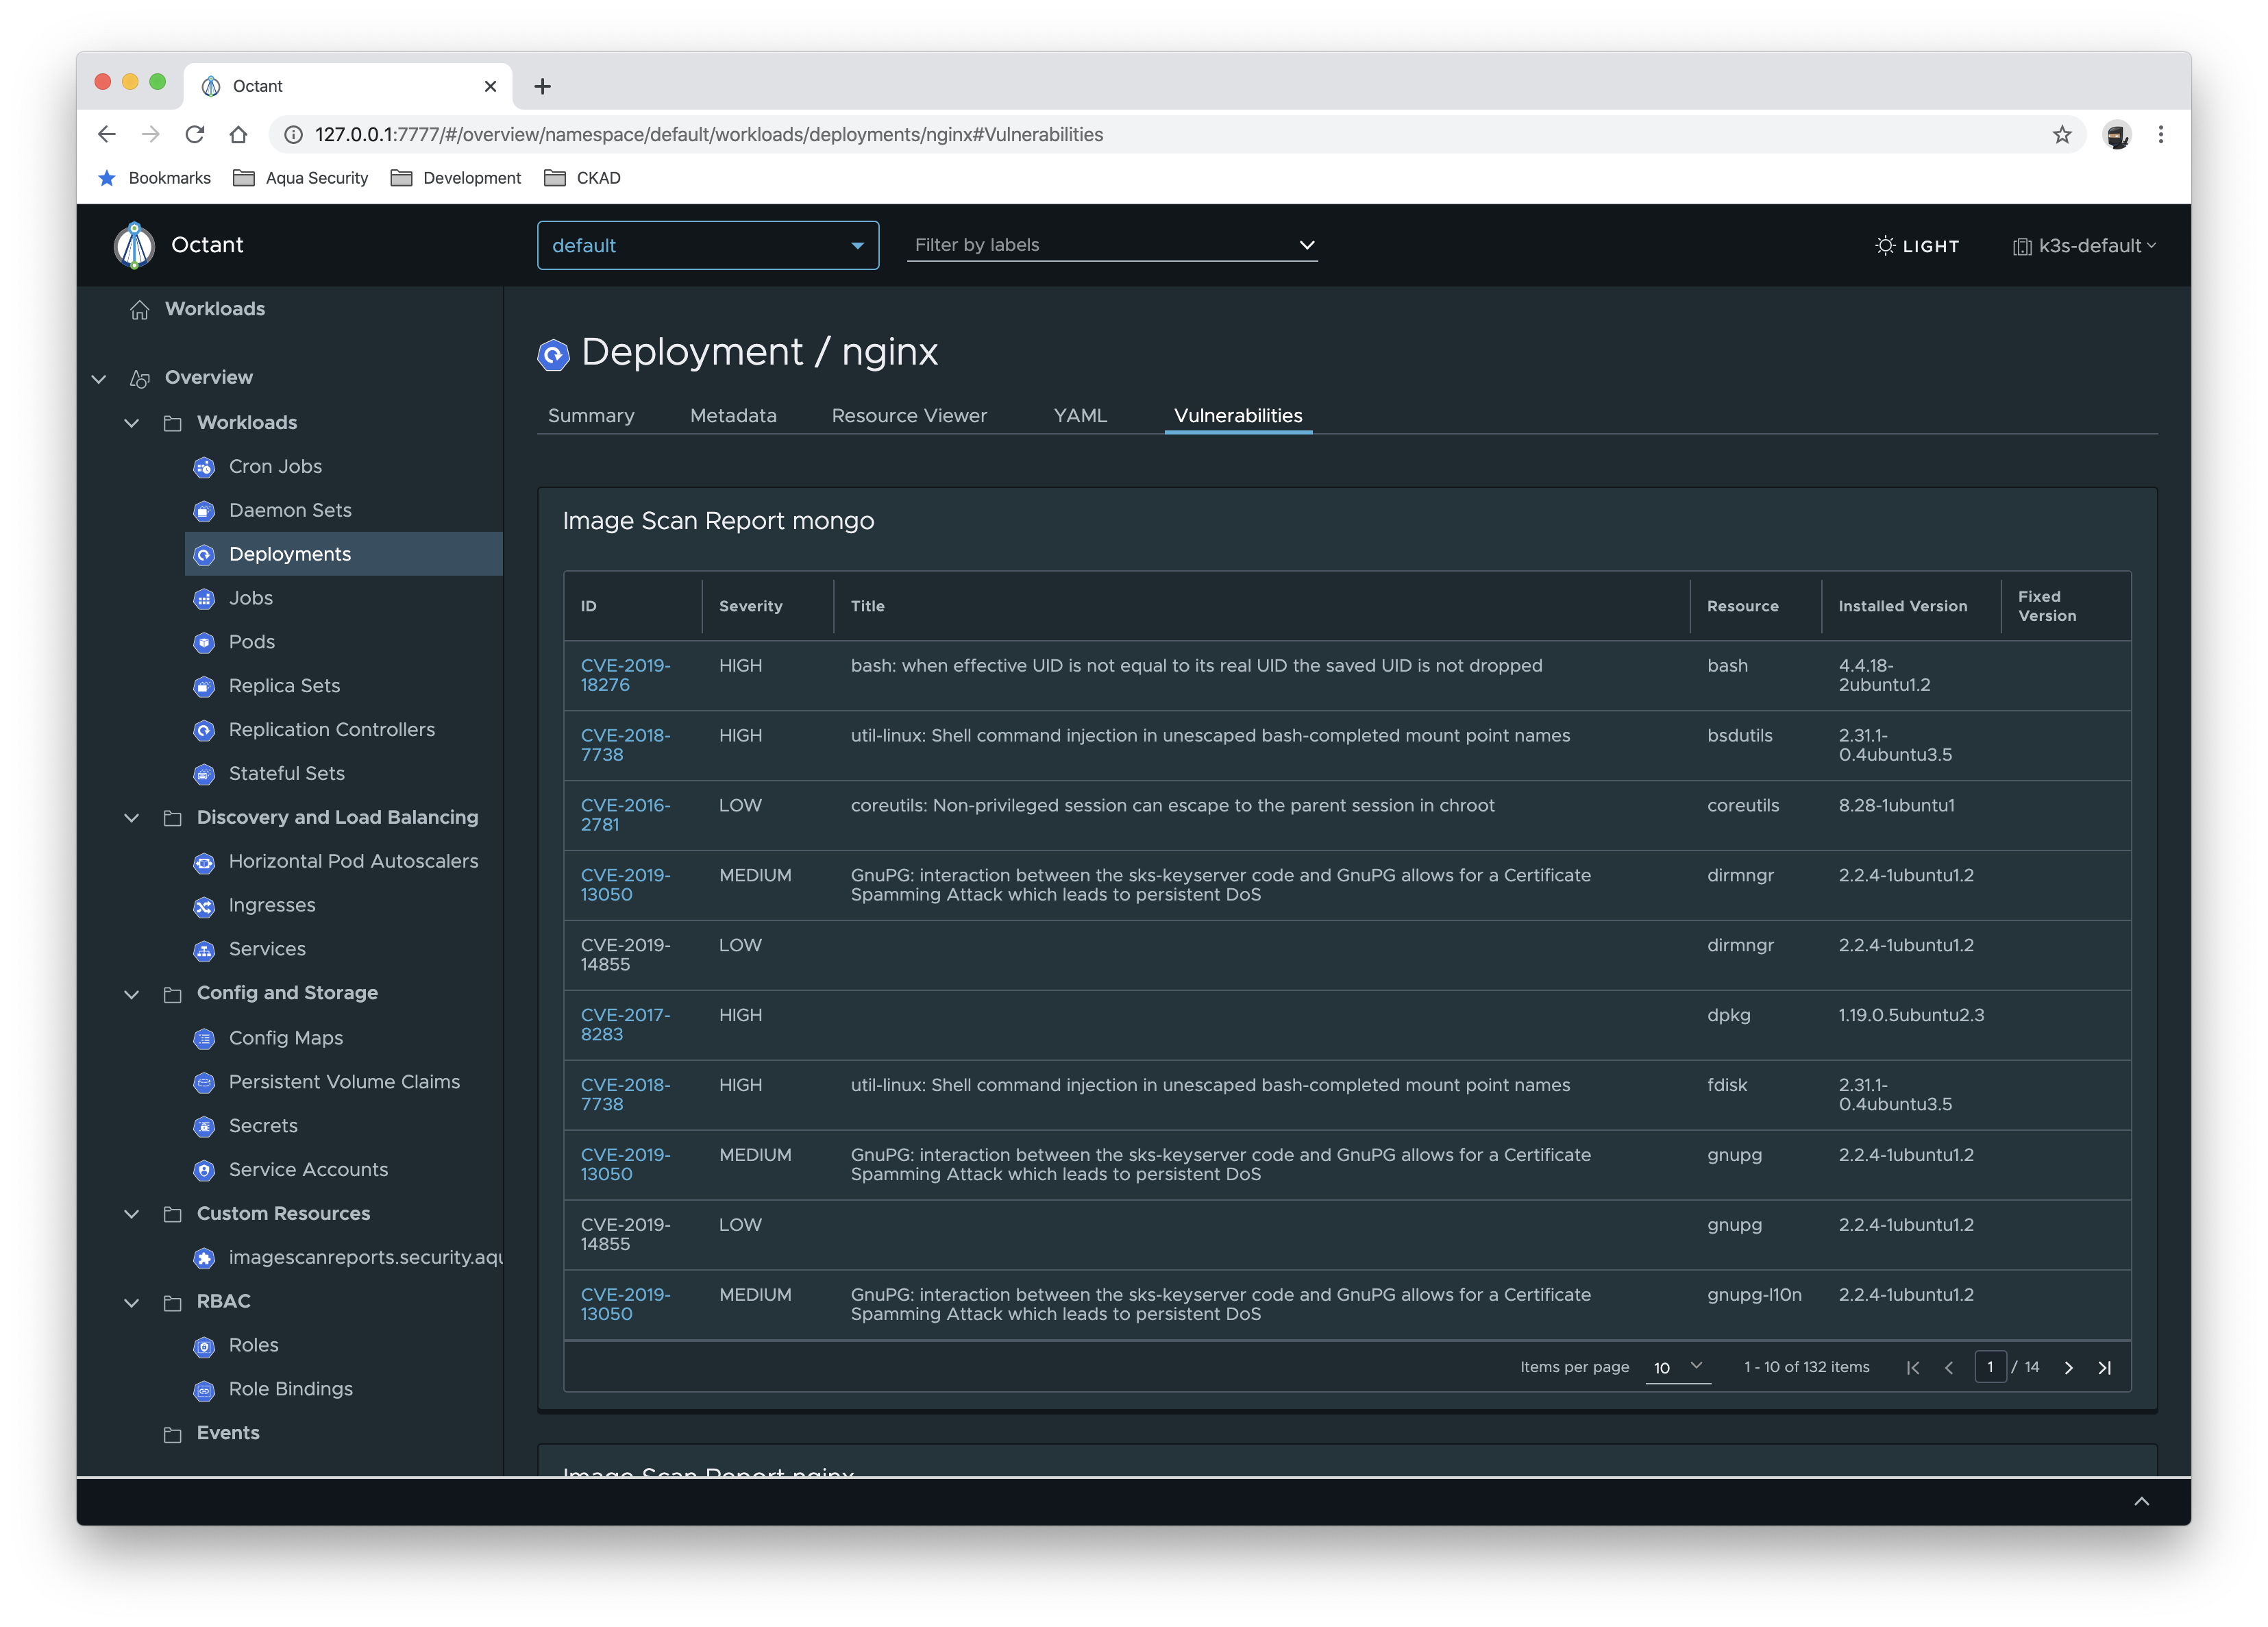 Octant
127.0.0.1:7777/#/overview/namespace/default/workloads/deployments/nginx#Vulnerabilities
Bookmarks Aqua Security Development CKAD
Octant default Filter by labels LIGHT k3s-default
Workloads
Overview
Workloads
Cron Jobs
Daemon Sets
Deployments
Jobs
Pods
Replica Sets
Replication Controllers
Stateful Sets
Discovery and Load Balancing
Horizontal Pod Autoscalers
Ingresses
Services
Config and Storage
Config Maps
Persistent Volume Claims
Secrets
Service Accounts
Custom Resources
imagescanreports.security.aqu
RBAC
Roles
Role Bindings
Events
Deployment / nginx
Summary Metadata Resource Viewer YAML Vulnerabilities
Image Scan Report mongo
ID Severity Title Resource Installed Version Fixed
Version
CVE-2019- HIGH bash: when effective UID is not equal to its real UID the saved UID is not dropped bash 4.4.18-
18276 2ubuntu1.2
CVE-2018- HIGH util-linux: Shell command injection in unescaped bash-completed mount point names bsdutils 2.31.1-
7738 0.4ubuntu3.5
CVE-2016- LOW coreutils: Non-privileged session can escape to the parent session in chroot coreutils 8.28-1ubuntu1
2781
CVE-2019- MEDIUM GnuPG: interaction between the sks-keyserver code and GnuPG allows for a Certificate dirmngr 2.2.4-1ubuntu1.2
13050 Spamming Attack which leads to persistent DoS
CVE-2019- LOW dirmngr 2.2.4-1ubuntu1.2
14855
CVE-2017- HIGH dpkg 1.19.0.5ubuntu2.3
8283
CVE-2018- HIGH util-linux: Shell command injection in unescaped bash-completed mount point names fdisk 2.31.1-
7738 0.4ubuntu3.5
CVE-2019- MEDIUM GnuPG: interaction between the sks-keyserver code and GnuPG allows for a Certificate gnupg 2.2.4-1ubuntu1.2
13050 Spamming Attack which leads to persistent DoS
CVE-2019- LOW gnupg 2.2.4-1ubuntu1.2
14855
CVE-2019- MEDIUM GnuPG: interaction between the sks-keyserver code and GnuPG allows for a Certificate gnupg-l10n 2.2.4-1ubuntu1.2
13050 Spamming Attack which leads to persistent DoS
Items per page 10 1 - 10 of 132 items 1 / 14
Image Scan Report nginx